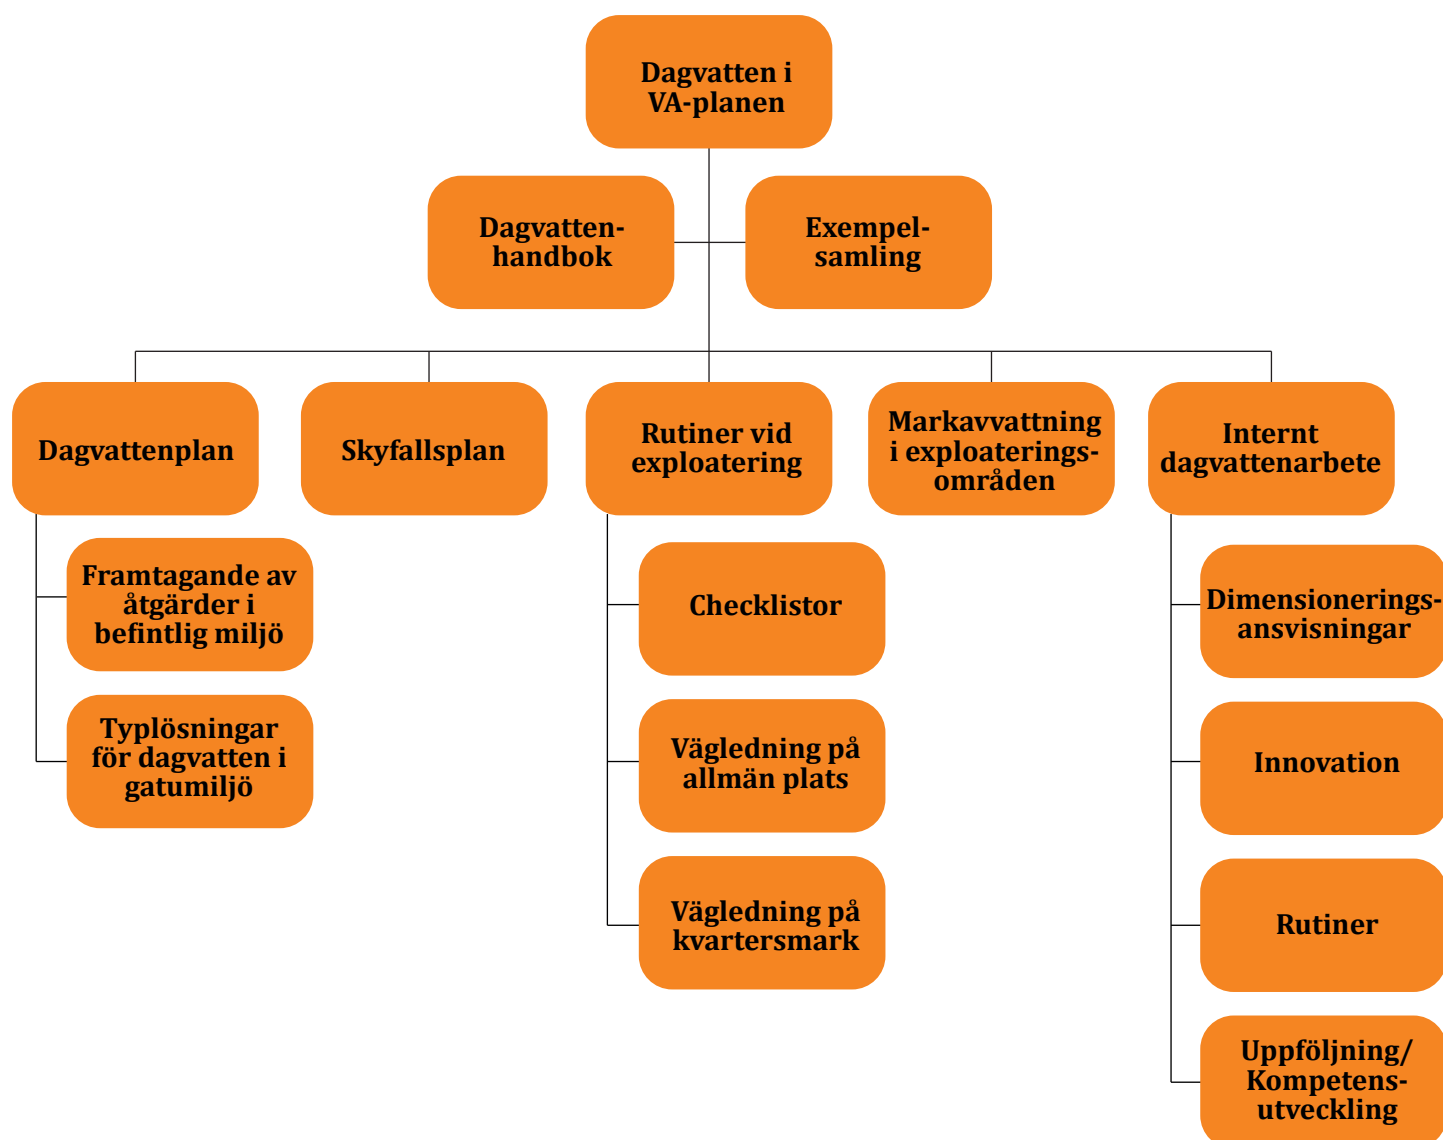 Dagvatten i
VA-planen
Dagvatten-
handbok
Exempel-
samling
Dagvattenplan
Skyfallsplan
Rutiner vid
exploatering
Markavvattning
i exploaterings-
områden
Internt
dagvattenarbete
Framtagande av
åtgärder i
befintlig miljö
Typlösningar
för dagvatten i
gatumiljö
Checklistor
Vägledning på
allmän plats
Vägledning på
kvartersmark
Dimensionerings-
ansvisningar
Innovation
Rutiner
Uppföljning/
Kompetens-
utveckling